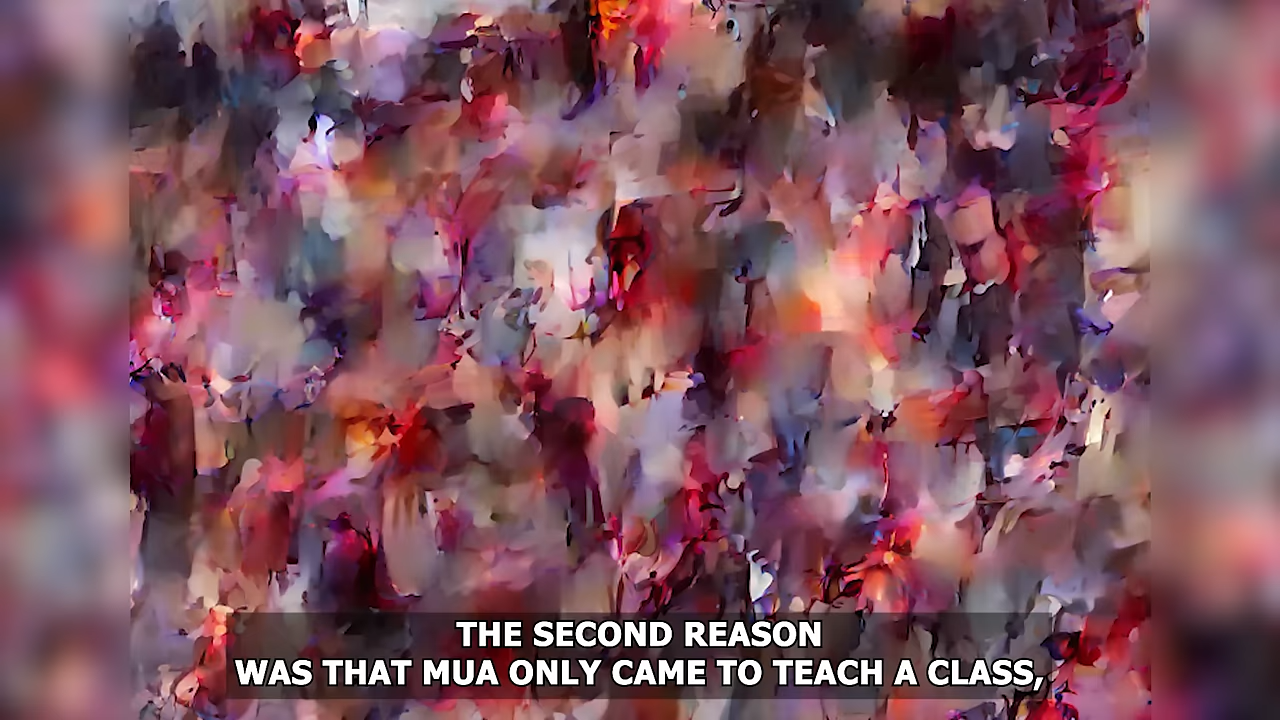 THE SECOND REASON
WAS THAT MUA ONLY CAME TO TEACH A CLASS,